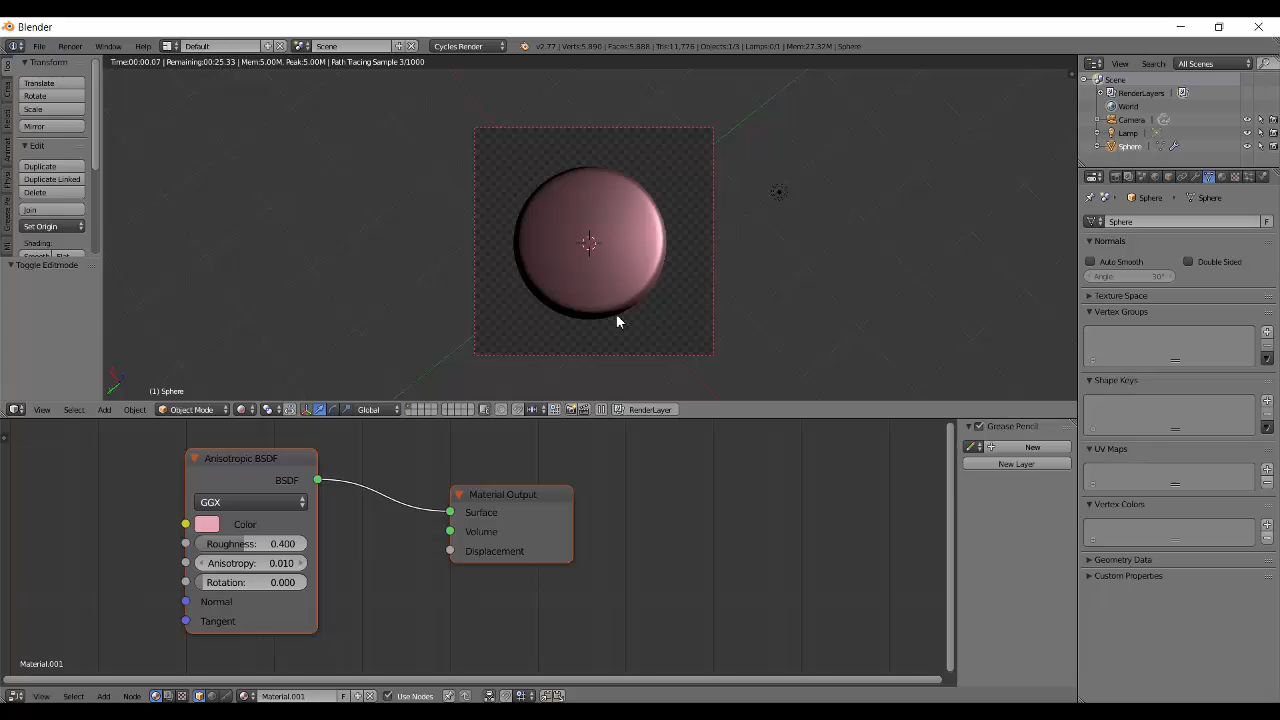 Blender
File Render Window Help Default Scene Cycles Render v2.77 | Verts:5,890 | Faces:5,888 | Tris:11,776 | Objects:1/3 | Lamps:0/1 | Mem:27.32M | Sphere
View Search All Scenes
Transform
Translate
Rotate
Scale
Mirror
Edit
Duplicate
Duplicate Linked
Delete
Join
Set Origin
Shading:
Smooth Flat
Toggle Editmode
Time:00:00.07 | Remaining:00:25.33 | Mem:5.00M, Peak:5.00M | Path Tracing Sample 3/1000
(1) Sphere
View Select Add Object Object Mode Global RenderLayer
Scene
RenderLayers
World
Camera
Lamp
Sphere
Sphere Sphere
Sphere F
Normals
Auto Smooth Double Sided
Angle: 30°
Texture Space
Vertex Groups
Shape Keys
UV Maps
Vertex Colors
Geometry Data
Custom Properties
Anisotropic BSDF
BSDF
GGX
Color
Roughness: 0.400
Anisotropy: 0.010
Rotation: 0.000
Normal
Tangent
Material Output
Surface
Volume
Displacement
Grease Pencil
New
New Layer
Material.001
View Select Add Node Material.001 F Use Nodes